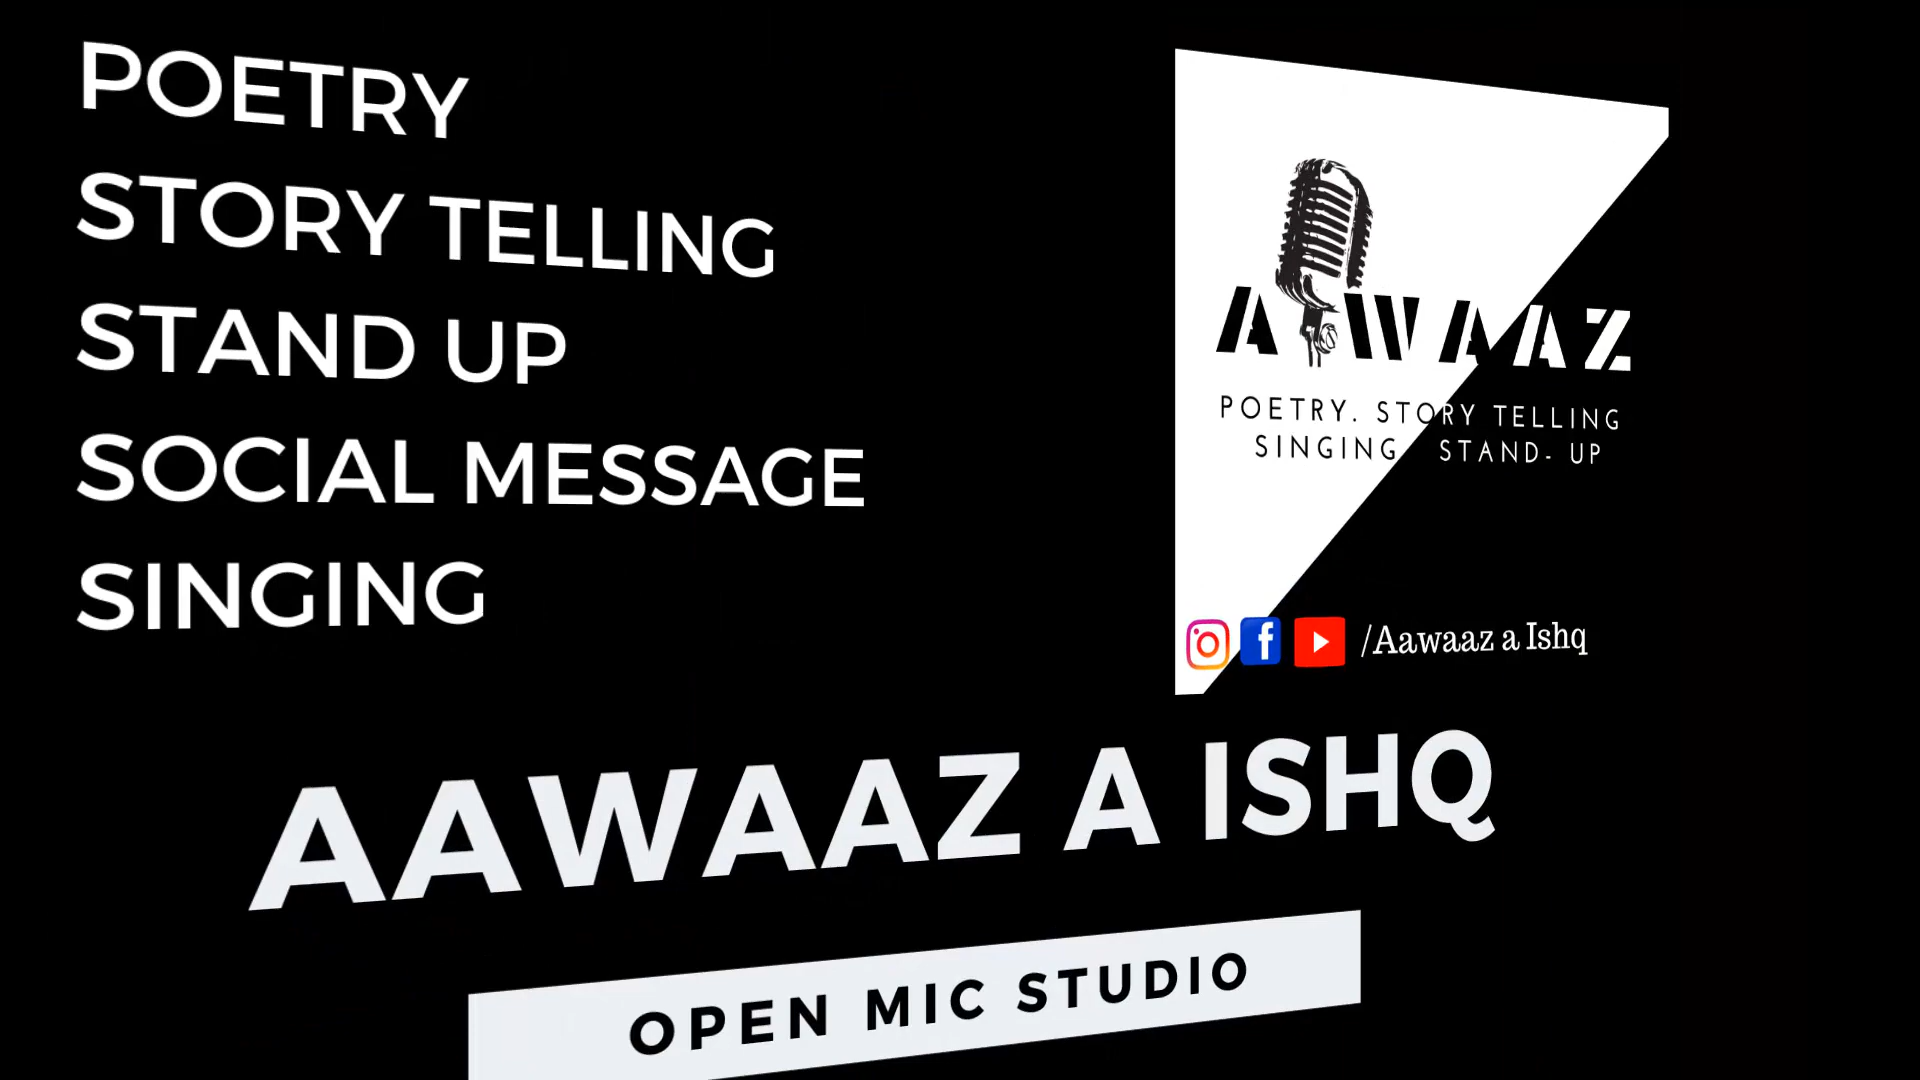 POETRY
STORY TELLING
STAND UP
SOCIAL MESSAGE
SINGING
AWAAZ
POETRY. STORY TELLING
SINGING STAND- UP
/Aawaaz a Ishq
AAWAAZ A ISHQ
OPEN MIC STUDIO